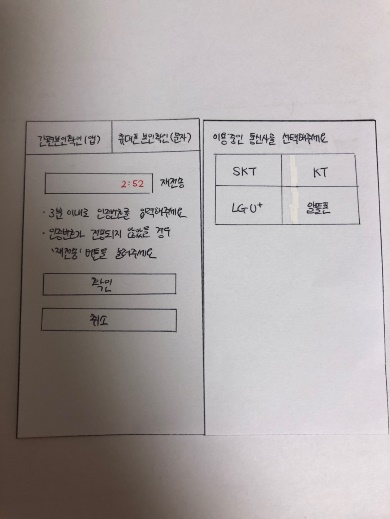 간편본인확인(앱)
휴대폰 본인확인(문자)
2:52
재전송
· 3분 이내로 인증번호를 입력해주세요
· 인증번호가 전송되지 않았을 경우
'재전송' 버튼을 눌러주세요
확인
취소
이용중인 통신사를 선택해주세요
SKT
KT
LG U+
알뜰폰